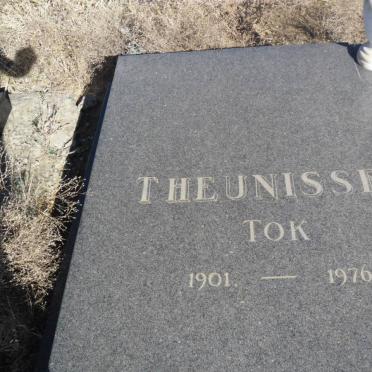 THEUNISSE
TOK
1901. — 1976